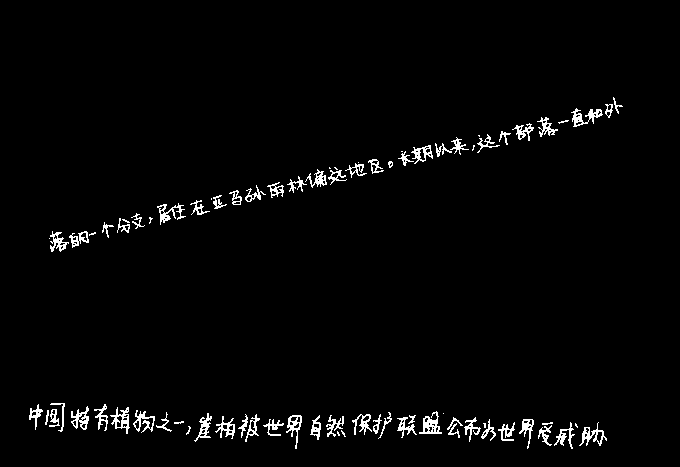 落的一个分支，居住在亚马孙雨林偏远地区。长期以来，这个部落一直和外
中国特有植物之一，崖柏被世界自然保护联盟公布为世界受威胁